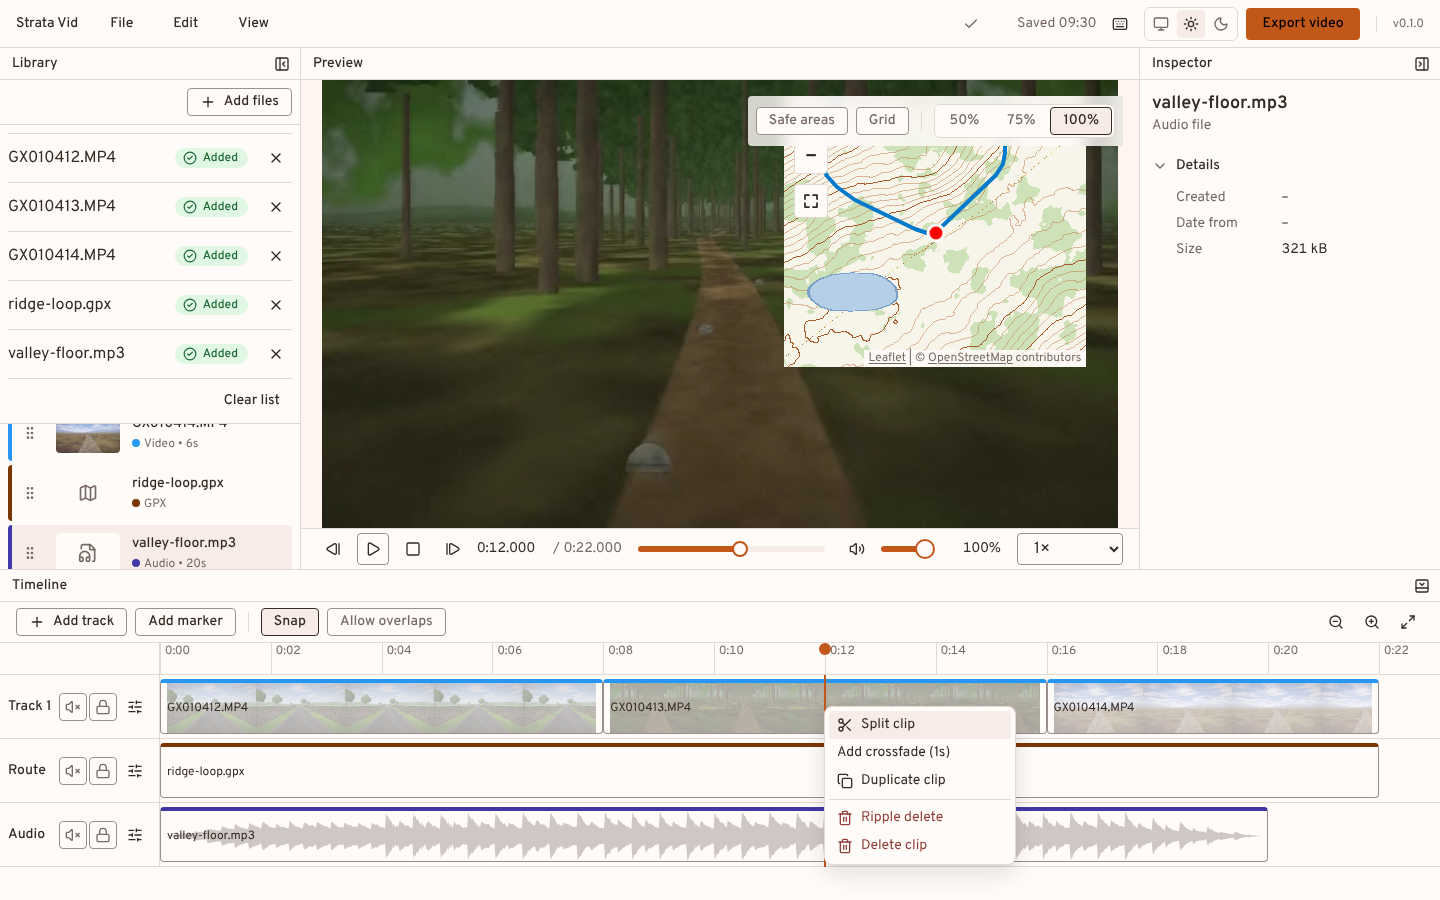 Strata Vid File Edit View Saved 09:30 Export video v0.1.0
Library
Preview
Inspector
Add files
GX010412.MP4 Added
GX010413.MP4 Added
GX010414.MP4 Added
ridge-loop.gpx Added
valley-floor.mp3 Added
Clear list
GX010414.MP4
Video • 6s
ridge-loop.gpx
GPX
valley-floor.mp3
Audio • 20s
Safe areas Grid 50% 75% 100%
Leaflet | © OpenStreetMap contributors
0:12.000 / 0:22.000 100% 1×
valley-floor.mp3
Audio file
Details
Created –
Date from –
Size 321 kB
Timeline
Add track Add marker Snap Allow overlaps
0:00 0:02 0:04 0:06 0:08 0:10 0:12 0:14 0:16 0:18 0:20 0:22
Track 1 GX010412.MP4 GX010413.MP4 GX010414.MP4
Route ridge-loop.gpx
Audio valley-floor.mp3
Split clip
Add crossfade (1s)
Duplicate clip
Ripple delete
Delete clip